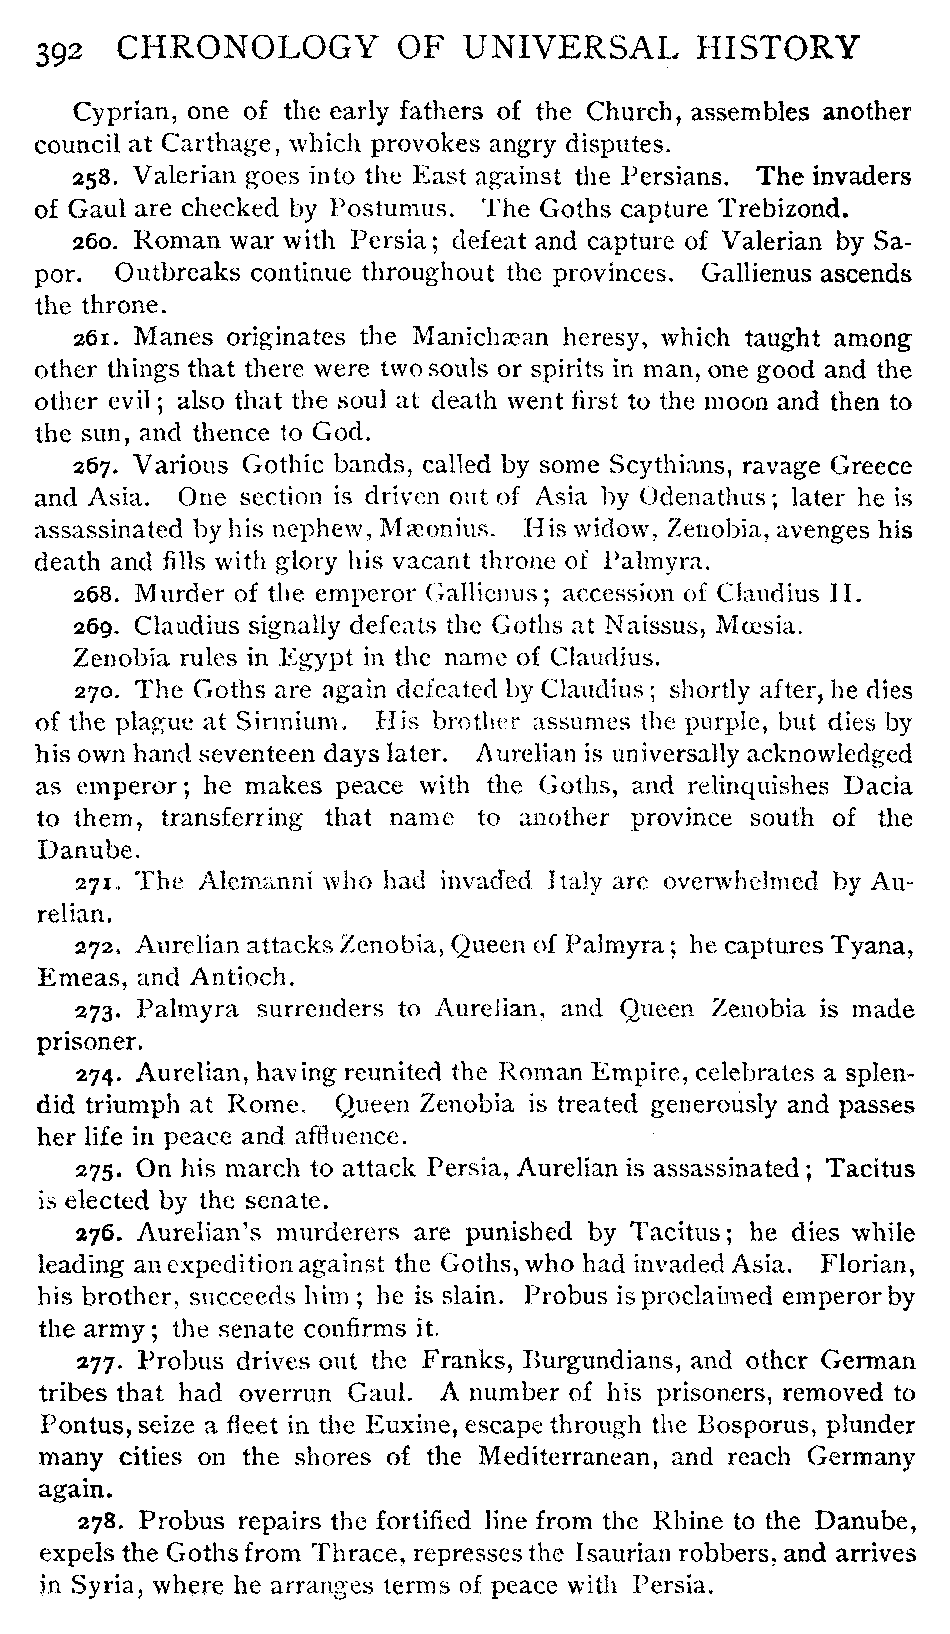 392 CHRONOLOGY OF UNIVERSAL HISTORY
Cyprian, one of the early fathers of the Church, assembles another
council at Carthage, which provokes angry disputes.
258. Valerian goes into the East against the Persians. The invaders
of Gaul are checked by Postumus. The Goths capture Trebizond.
260. Roman war with Persia; defeat and capture of Valerian by Sa-
por. Outbreaks continue throughout the provinces. Gallienus ascends
the throne.
261. Manes originates the Manichæan heresy, which taught among
other things that there were two souls or spirits in man, one good and the
other evil; also that the soul at death went first to the moon and then to
the sun, and thence to God.
267. Various Gothic bands, called by some Scythians, ravage Greece
and Asia. One section is driven out of Asia by Odenathus; later he is
assassinated by his nephew, Mæonius. His widow, Zenobia, avenges his
death and fills with glory his vacant throne of Palmyra.
268. Murder of the emperor Gallienus; accession of Claudius II.
269. Claudius signally defeats the Goths at Naissus, Mœsia.
Zenobia rules in Egypt in the name of Claudius.
270. The Goths are again defeated by Claudius; shortly after, he dies
of the plague at Sirmium. His brother assumes the purple, but dies by
his own hand seventeen days later. Aurelian is universally acknowledged
as emperor; he makes peace with the Goths, and relinquishes Dacia
to them, transferring that name to another province south of the
Danube.
271. The Alemanni who had invaded Italy are overwhelmed by Au-
relian.
272. Aurelian attacks Zenobia, Queen of Palmyra; he captures Tyana,
Emeas, and Antioch.
273. Palmyra surrenders to Aurelian, and Queen Zenobia is made
prisoner.
274. Aurelian, having reunited the Roman Empire, celebrates a splen-
did triumph at Rome. Queen Zenobia is treated generously and passes
her life in peace and affluence.
275. On his march to attack Persia, Aurelian is assassinated; Tacitus
is elected by the senate.
276. Aurelian's murderers are punished by Tacitus; he dies while
leading an expedition against the Goths, who had invaded Asia. Florian,
his brother, succeeds him; he is slain. Probus is proclaimed emperor by
the army; the senate confirms it.
277. Probus drives out the Franks, Burgundians, and other German
tribes that had overrun Gaul. A number of his prisoners, removed to
Pontus, seize a fleet in the Euxine, escape through the Bosporus, plunder
many cities on the shores of the Mediterranean, and reach Germany
again.
278. Probus repairs the fortified line from the Rhine to the Danube,
expels the Goths from Thrace, represses the Isaurian robbers, and arrives
in Syria, where he arranges terms of peace with Persia.